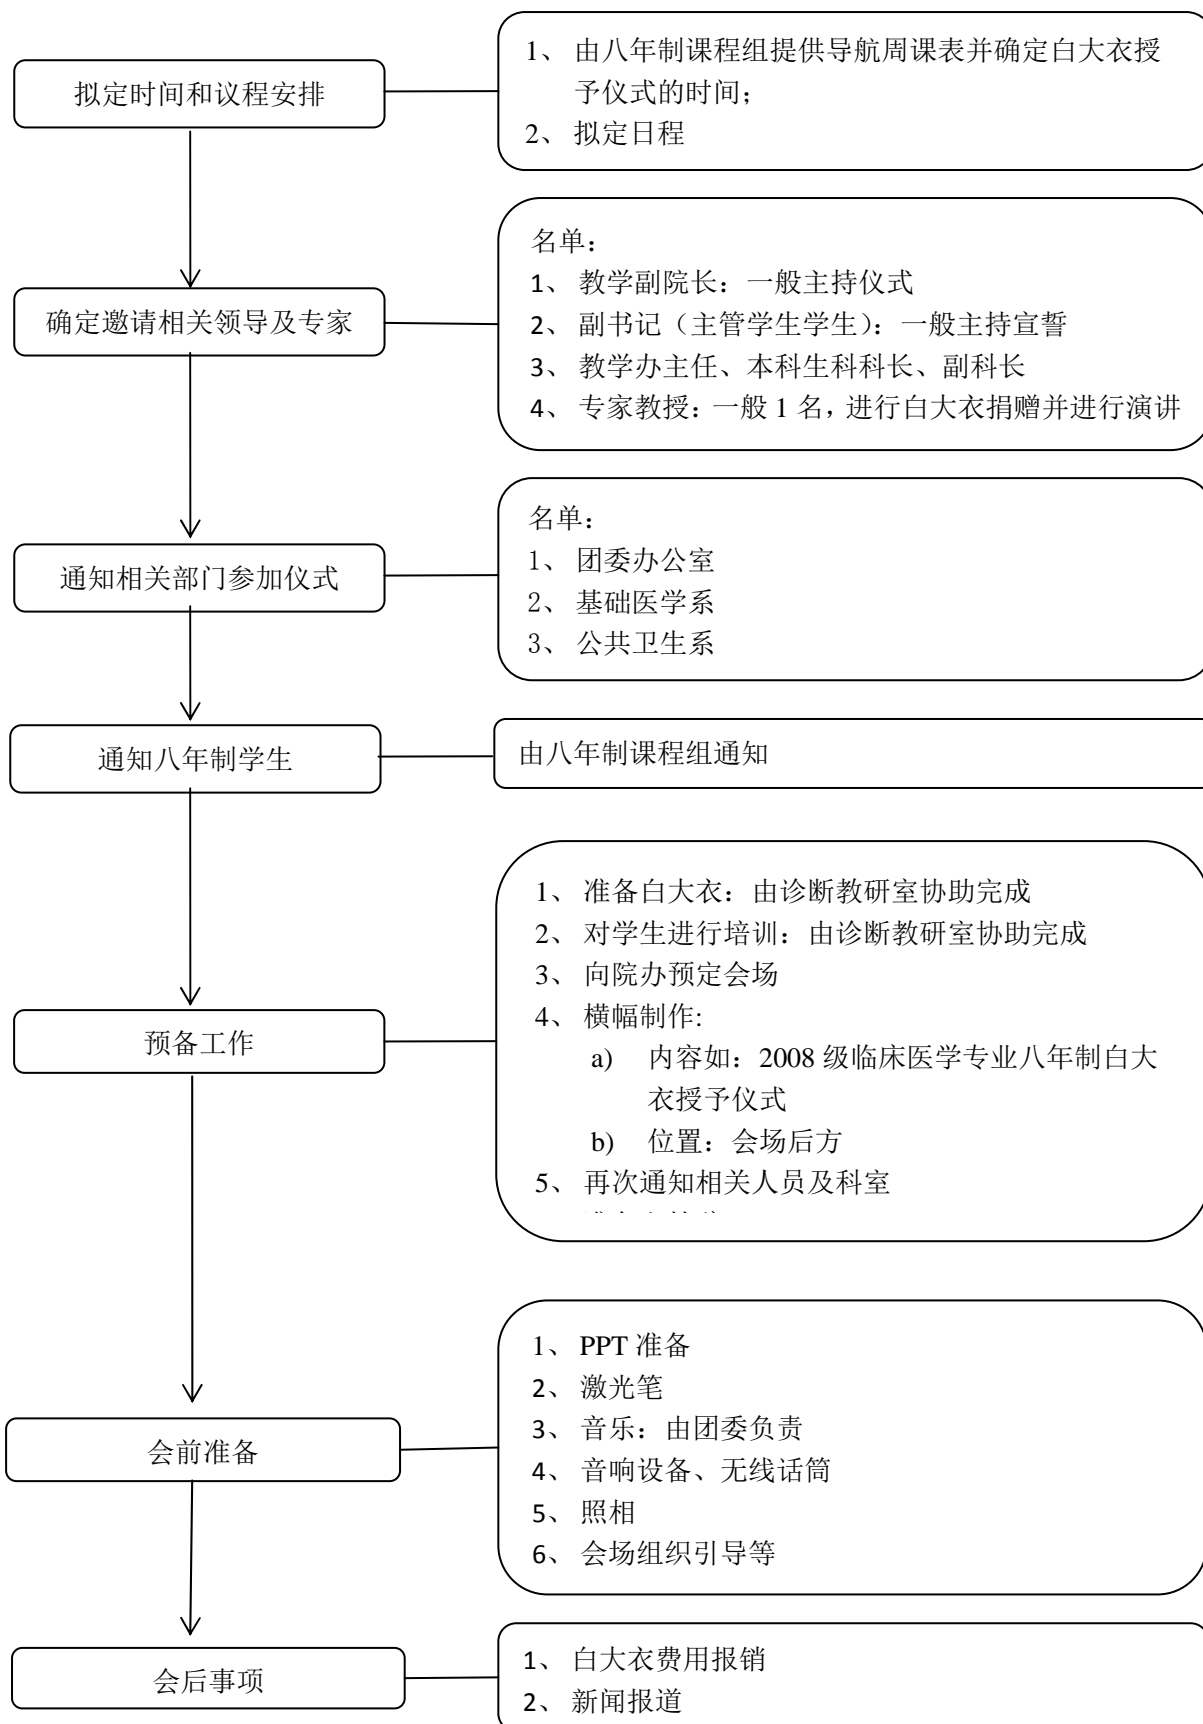 拟定时间和议程安排
1、 由八年制课程组提供导航周课表并确定白大衣授
予仪式的时间；
2、 拟定日程
确定邀请相关领导及专家
名单：
1、 教学副院长：一般主持仪式
2、 副书记（主管学生学生）：一般主持宣誓
3、 教学办主任、本科生科科长、副科长
4、 专家教授：一般 1 名，进行白大衣捐赠并进行演讲
通知相关部门参加仪式
名单：
1、 团委办公室
2、 基础医学系
3、 公共卫生系
通知八年制学生
由八年制课程组通知
预备工作
1、 准备白大衣：由诊断教研室协助完成
2、 对学生进行培训：由诊断教研室协助完成
3、 向院办预定会场
4、 横幅制作:
a) 内容如：2008 级临床医学专业八年制白大
衣授予仪式
b) 位置：会场后方
5、 再次通知相关人员及科室
会前准备
1、 PPT 准备
2、 激光笔
3、 音乐：由团委负责
4、 音响设备、无线话筒
5、 照相
6、 会场组织引导等
会后事项
1、 白大衣费用报销
2、 新闻报道